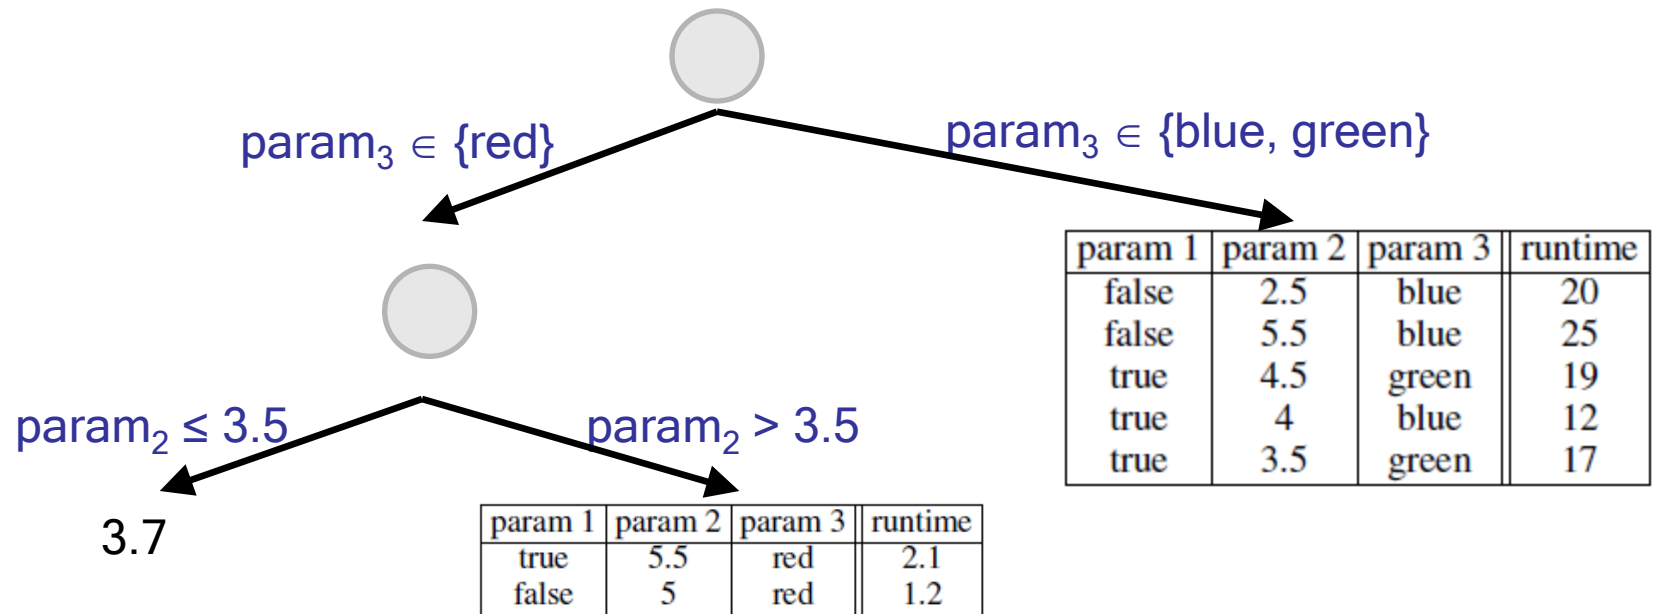 param₃ ∈ {red}
param₃ ∈ {blue, green}
param 1 param 2 param 3 runtime
false 2.5 blue 20
false 5.5 blue 25
true 4.5 green 19
true 4 blue 12
true 3.5 green 17
param₂ ≤ 3.5
param₂ > 3.5
3.7
param 1 param 2 param 3 runtime
true 5.5 red 2.1
false 5 red 1.2